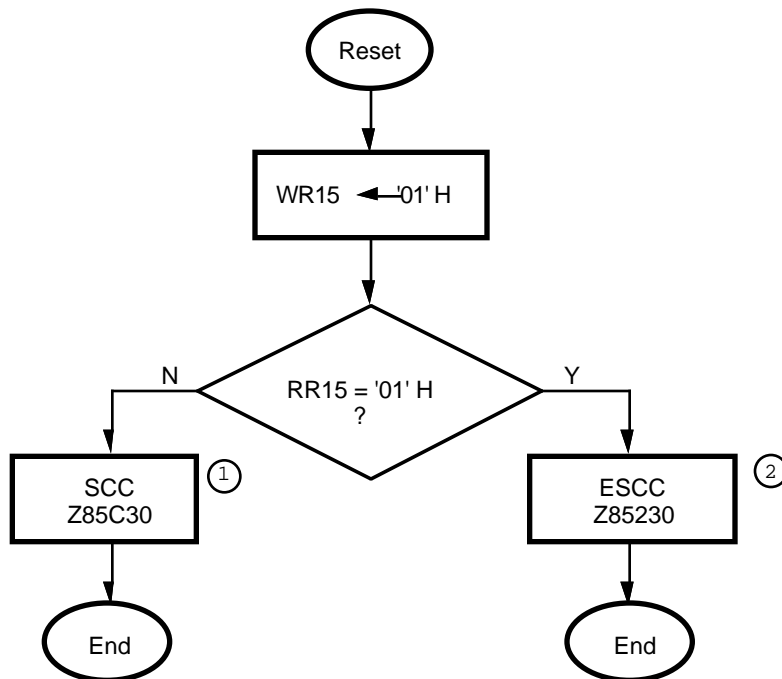 Reset
WR15 '01' H
N
Y
RR15 = '01' H
?
1
2
SCC
Z85C30
ESCC
Z85230
End
End